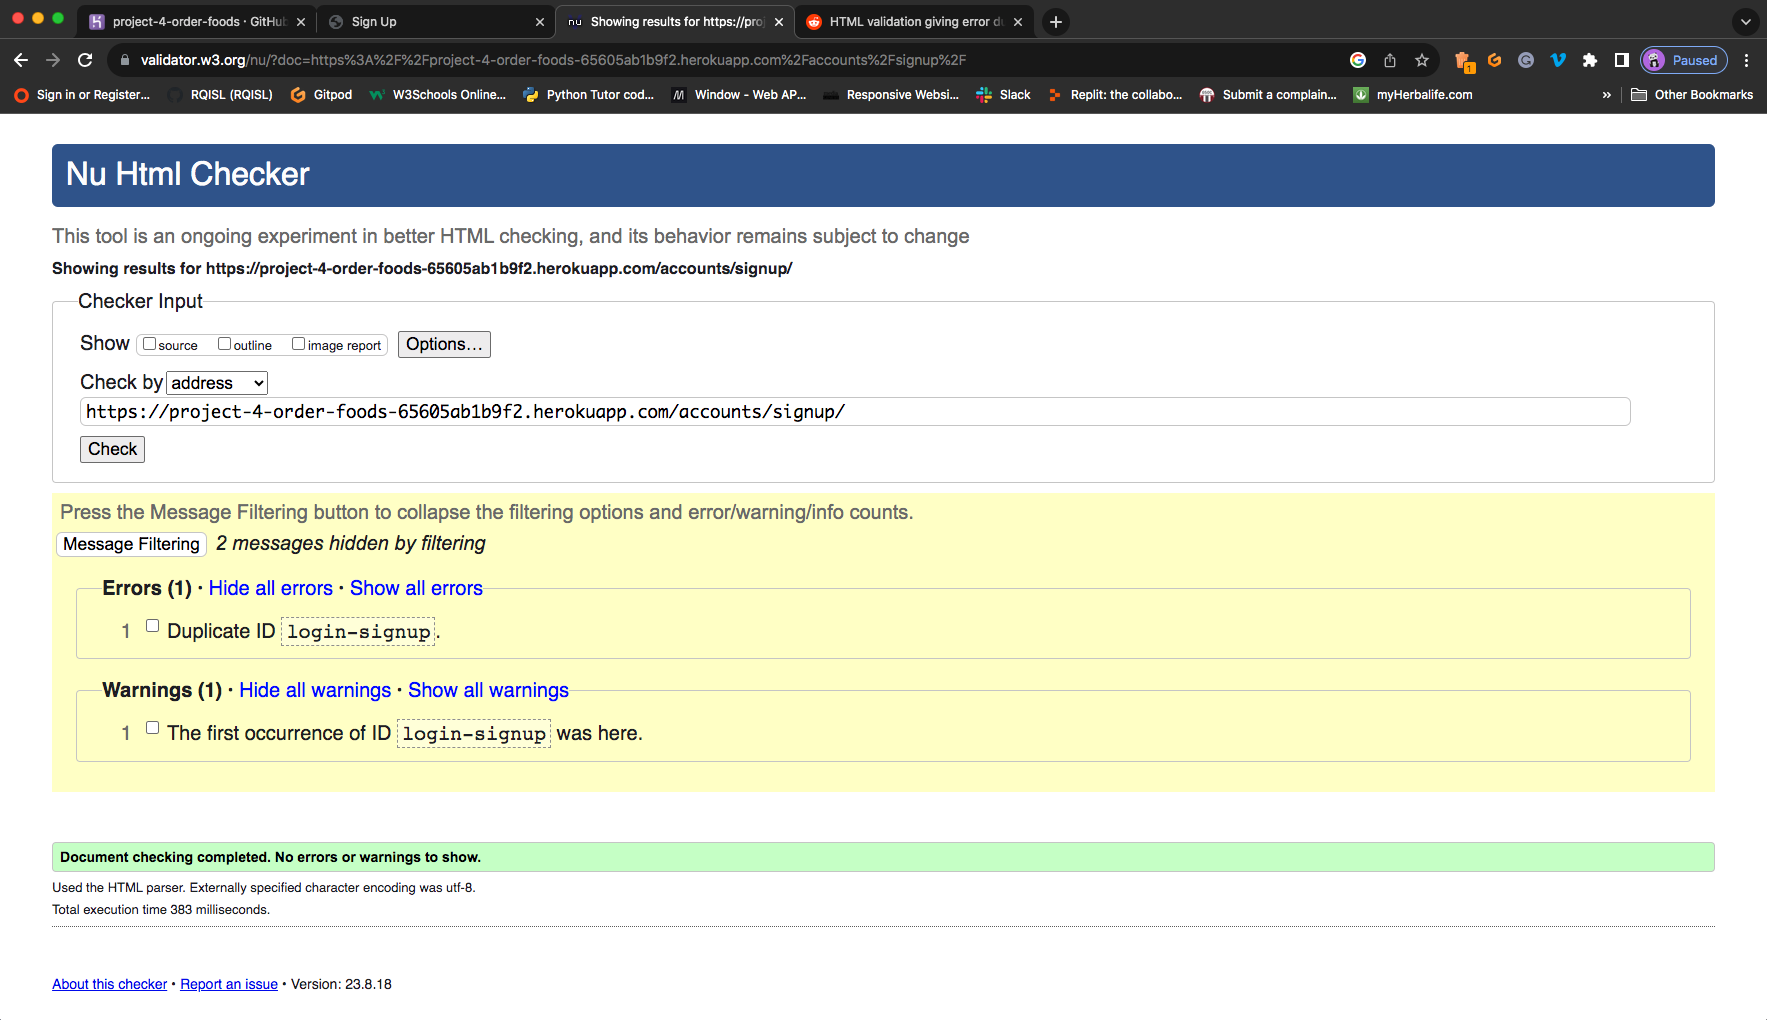 project-4-order-foods · GitHub
Sign Up
nu Showing results for https://proj
HTML validation giving error du
validator.w3.org/nu/?doc=https%3A%2F%2Fproject-4-order-foods-65605ab1b9f2.herokuapp.com%2Faccounts%2Fsignup%2F
1
Paused
Sign in or Register...
RQISL (RQISL)
Gitpod
W3Schools Online...
Python Tutor cod...
Window - Web AP...
Responsive Websi...
Slack
Replit: the collabo...
Submit a complain...
myHerbalife.com
»
Other Bookmarks
Nu Html Checker
This tool is an ongoing experiment in better HTML checking, and its behavior remains subject to change
Showing results for https://project-4-order-foods-65605ab1b9f2.herokuapp.com/accounts/signup/
Checker Input
Show source outline image report Options...
Check by address
https://project-4-order-foods-65605ab1b9f2.herokuapp.com/accounts/signup/
Check
Press the Message Filtering button to collapse the filtering options and error/warning/info counts.
Message Filtering 2 messages hidden by filtering
Errors (1) · Hide all errors · Show all errors
1 Duplicate ID login-signup.
Warnings (1) · Hide all warnings · Show all warnings
1 The first occurrence of ID login-signup was here.
Document checking completed. No errors or warnings to show.
Used the HTML parser. Externally specified character encoding was utf-8.
Total execution time 383 milliseconds.
About this checker • Report an issue • Version: 23.8.18